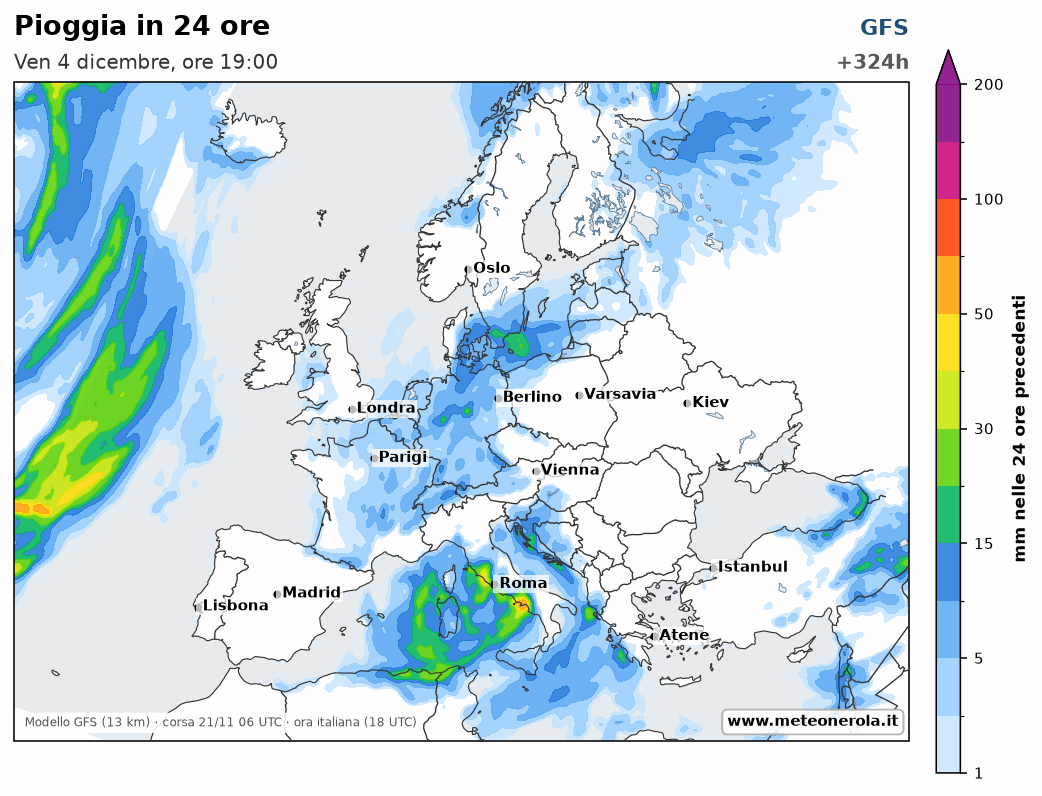 Pioggia in 24 ore
GFS
Ven 4 dicembre, ore 19:00
+324h
200
100
50
30
15
5
1
mm nelle 24 ore precedenti
Oslo
Londra
Berlino
Varsavia
Kiev
Parigi
Vienna
Istanbul
Roma
Madrid
Lisbona
Atene
Modello GFS (13 km) · corsa 21/11 06 UTC · ora italiana (18 UTC)
www.meteonerola.it